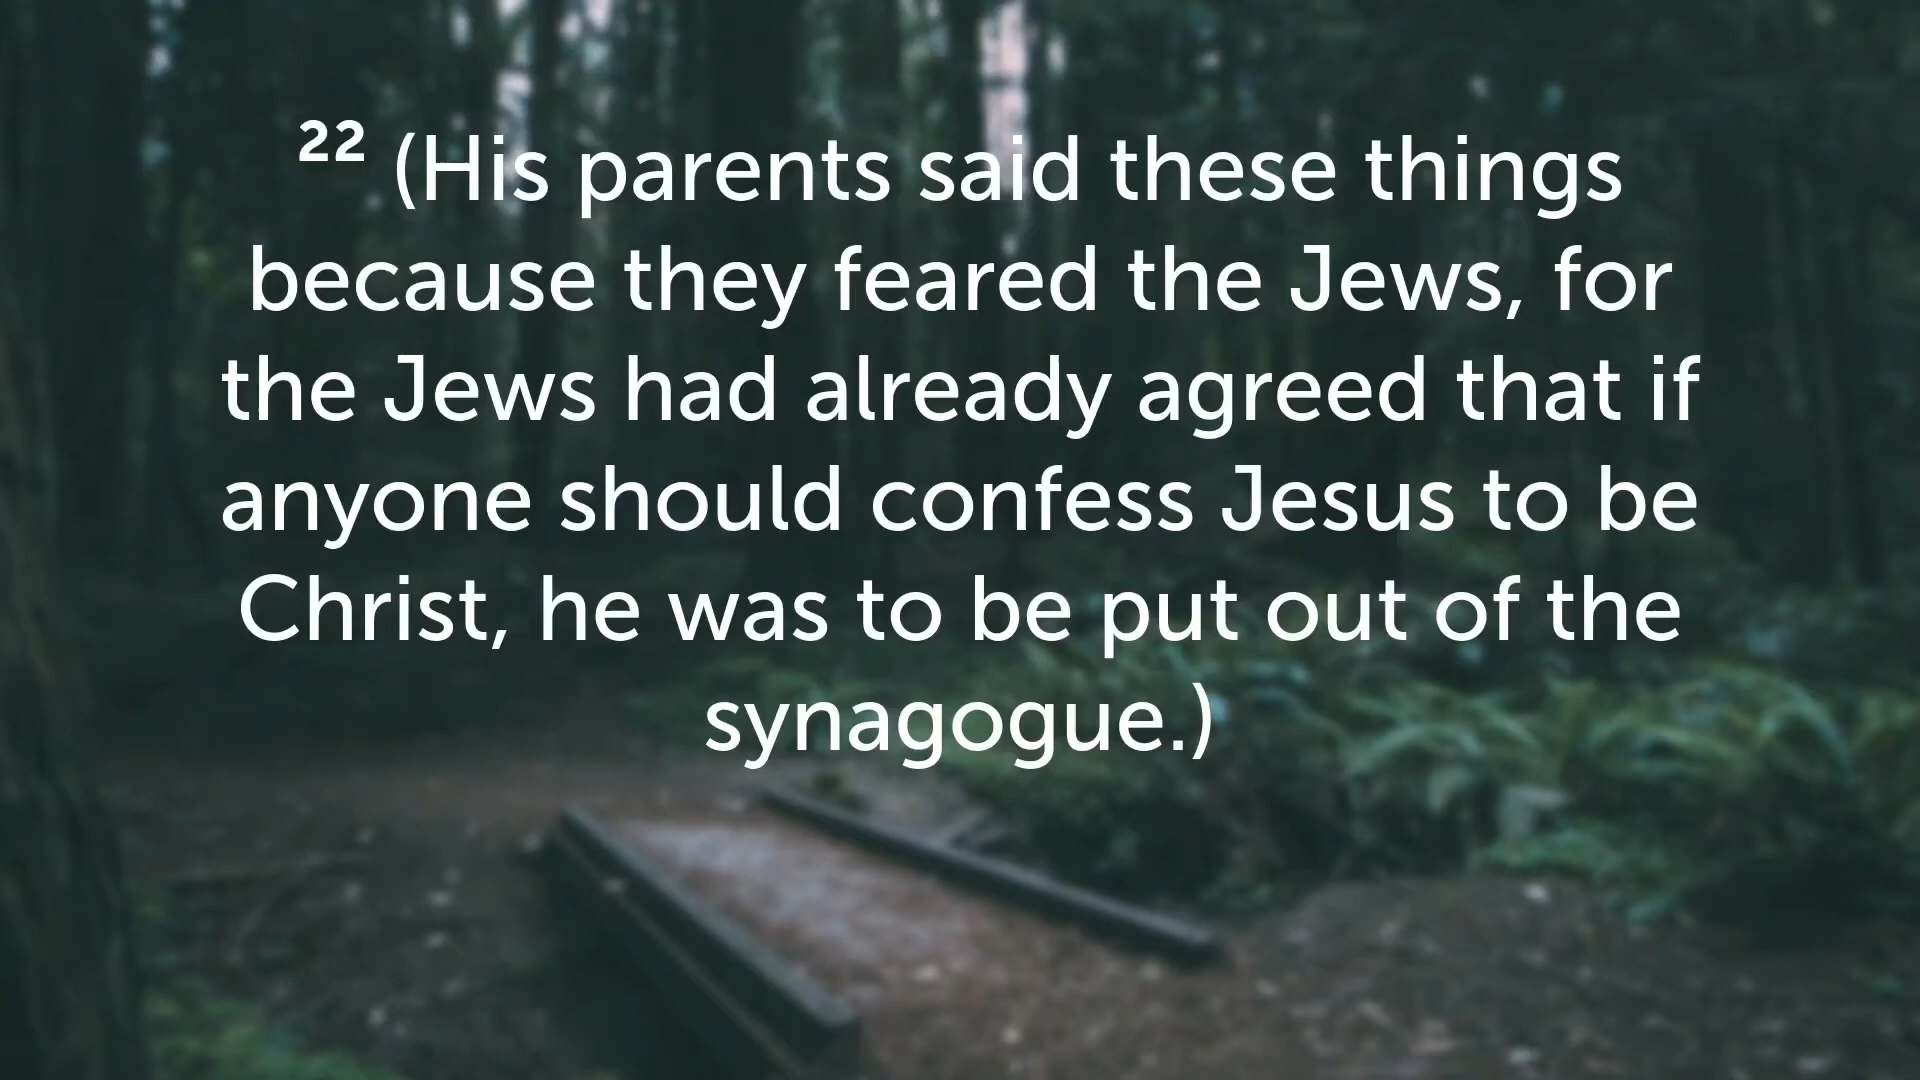 22 (His parents said these things
because they feared the Jews, for
the Jews had already agreed that if
anyone should confess Jesus to be
Christ, he was to be put out of the
synagogue.)